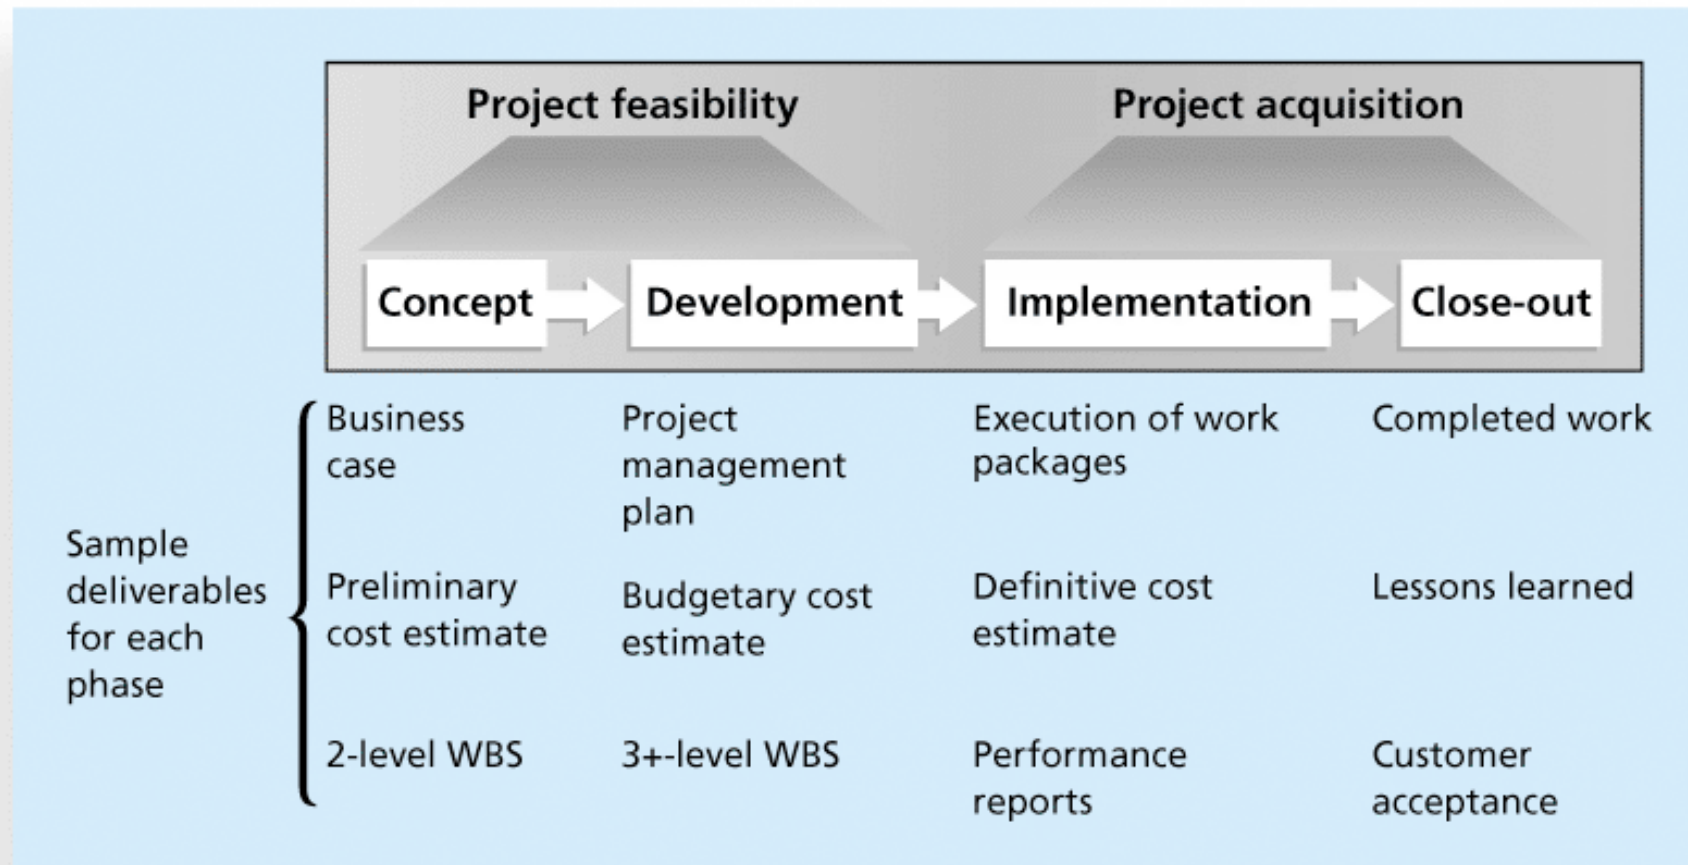 Project feasibility
Project acquisition
Concept
Development
Implementation
Close-out
Sample
deliverables
for each
phase
Business
case
Project
management
plan
Execution of work
packages
Completed work
Preliminary
cost estimate
Budgetary cost
estimate
Definitive cost
estimate
Lessons learned
2-level WBS
3+-level WBS
Performance
reports
Customer
acceptance